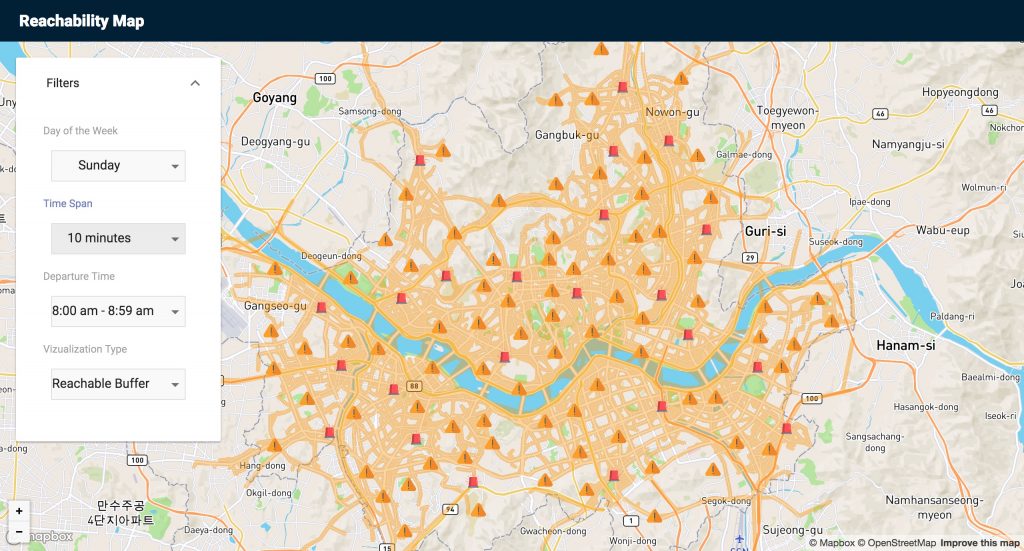 Reachability Map
Filters
Day of the Week
Sunday
Time Span
10 minutes
Departure Time
8:00 am - 8:59 am
Vizualization Type
Reachable Buffer
100
Goyang
Samsong-dong
Deogyang-gu
Gangbuk-gu
Nowon-gu
Toegyewon-
myeon
Hopyeongdong
46
46
Namyangju-si
Galmae-dong
Wolmun-ri
Ipae-dong
Wabu-eup
Guri-si
Suseok-dong
29
Deogeun-dong
Gangseo-gu
Paldang-ri
Hanam-si
Baealmi-dong
88
100
Hasangok-dong
Seok-ri
Sangsachang-
dong
Hang-dong
100
Okgil-dong
만수주공
4단지아파트
Daeya-dong
94
Gwacheon-dong
1
Wonji-dong
Segok-dong
Sujeong-gu
Namhansanseong-
myeon
+
−
mapbox
© Mapbox © OpenStreetMap Improve this map